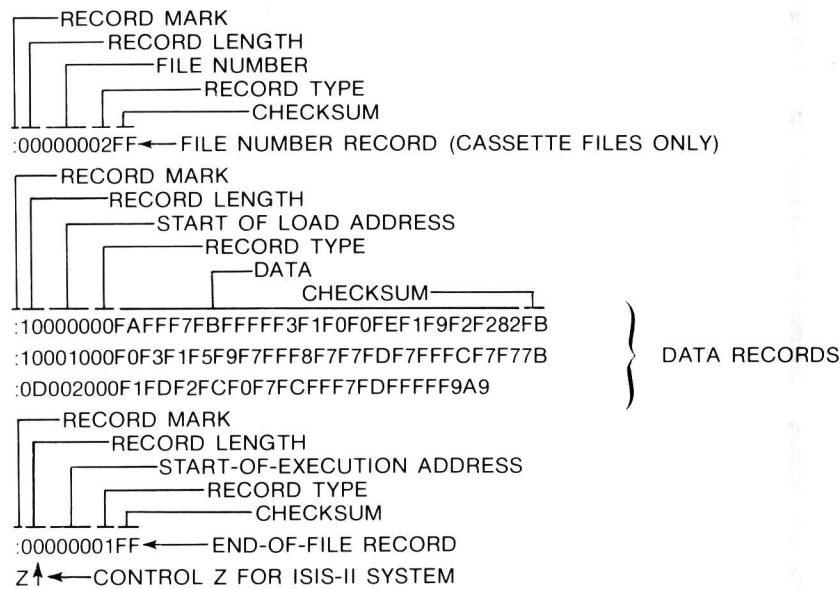 RECORD MARK
RECORD LENGTH
FILE NUMBER
RECORD TYPE
CHECKSUM
:00000002FF FILE NUMBER RECORD (CASSETTE FILES ONLY)
RECORD MARK
RECORD LENGTH
START OF LOAD ADDRESS
RECORD TYPE
DATA
CHECKSUM
:10000000FAFFF7FBFFFFF3F1F0F0FEF1F9F2F282FB
:10001000F0F3F1F5F9F7FFF8F7F7FDF7FFFCF7F77B
DATA RECORDS
:0D002000F1FDF2FCF0F7FCFFF7FDFFFFF9A9
RECORD MARK
RECORD LENGTH
START-OF-EXECUTION ADDRESS
RECORD TYPE
CHECKSUM
:00000001FF END-OF-FILE RECORD
Z CONTROL Z FOR ISIS-II SYSTEM